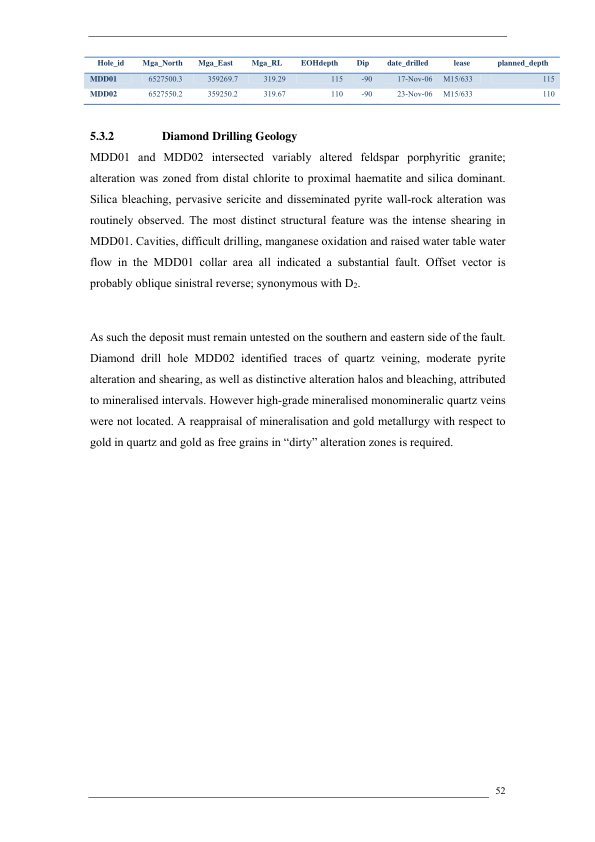 Hole_id Mga_North Mga_East Mga_RL EOHdepth Dip date_drilled lease planned_depth
MDD01 6527500.3 359269.7 319.29 115 -90 17-Nov-06 M15/633 115
MDD02 6527550.2 359250.2 319.67 110 -90 23-Nov-06 M15/633 110
5.3.2 Diamond Drilling Geology
MDD01 and MDD02 intersected variably altered feldspar porphyritic granite;
alteration was zoned from distal chlorite to proximal haematite and silica dominant.
Silica bleaching, pervasive sericite and disseminated pyrite wall-rock alteration was
routinely observed. The most distinct structural feature was the intense shearing in
MDD01. Cavities, difficult drilling, manganese oxidation and raised water table water
flow in the MDD01 collar area all indicated a substantial fault. Offset vector is
probably oblique sinistral reverse; synonymous with D₂.
As such the deposit must remain untested on the southern and eastern side of the fault.
Diamond drill hole MDD02 identified traces of quartz veining, moderate pyrite
alteration and shearing, as well as distinctive alteration halos and bleaching, attributed
to mineralised intervals. However high-grade mineralised monomineralic quartz veins
were not located. A reappraisal of mineralisation and gold metallurgy with respect to
gold in quartz and gold as free grains in “dirty” alteration zones is required.
52